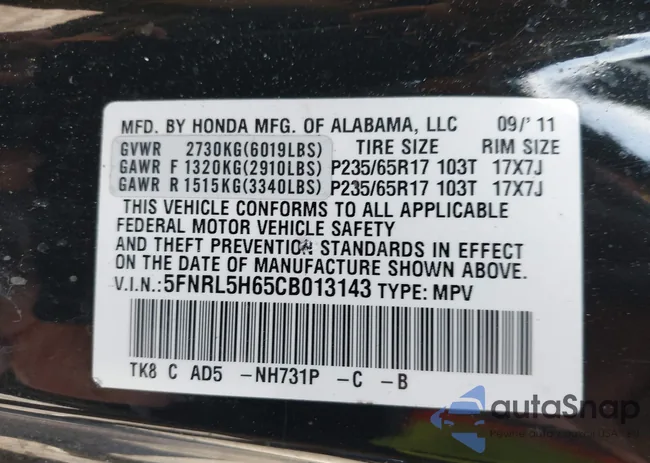 MFD. BY HONDA MFG. OF ALABAMA, LLC 09/'11
GVWR 2730KG(6019LBS) TIRE SIZE RIM SIZE
GAWR F 1320KG(2910LBS) P235/65R17 103T 17X7J
GAWR R 1515KG(3340LBS) P235/65R17 103T 17X7J
THIS VEHICLE CONFORMS TO ALL APPLICABLE
FEDERAL MOTOR VEHICLE SAFETY
AND THEFT PREVENTION STANDARDS IN EFFECT
ON THE DATE OF MANUFACTURE SHOWN ABOVE.
V.I.N.:5FNRL5H65CB013143 TYPE: MPV
TK8 C AD5 -NH731P -C -B
autoSnap